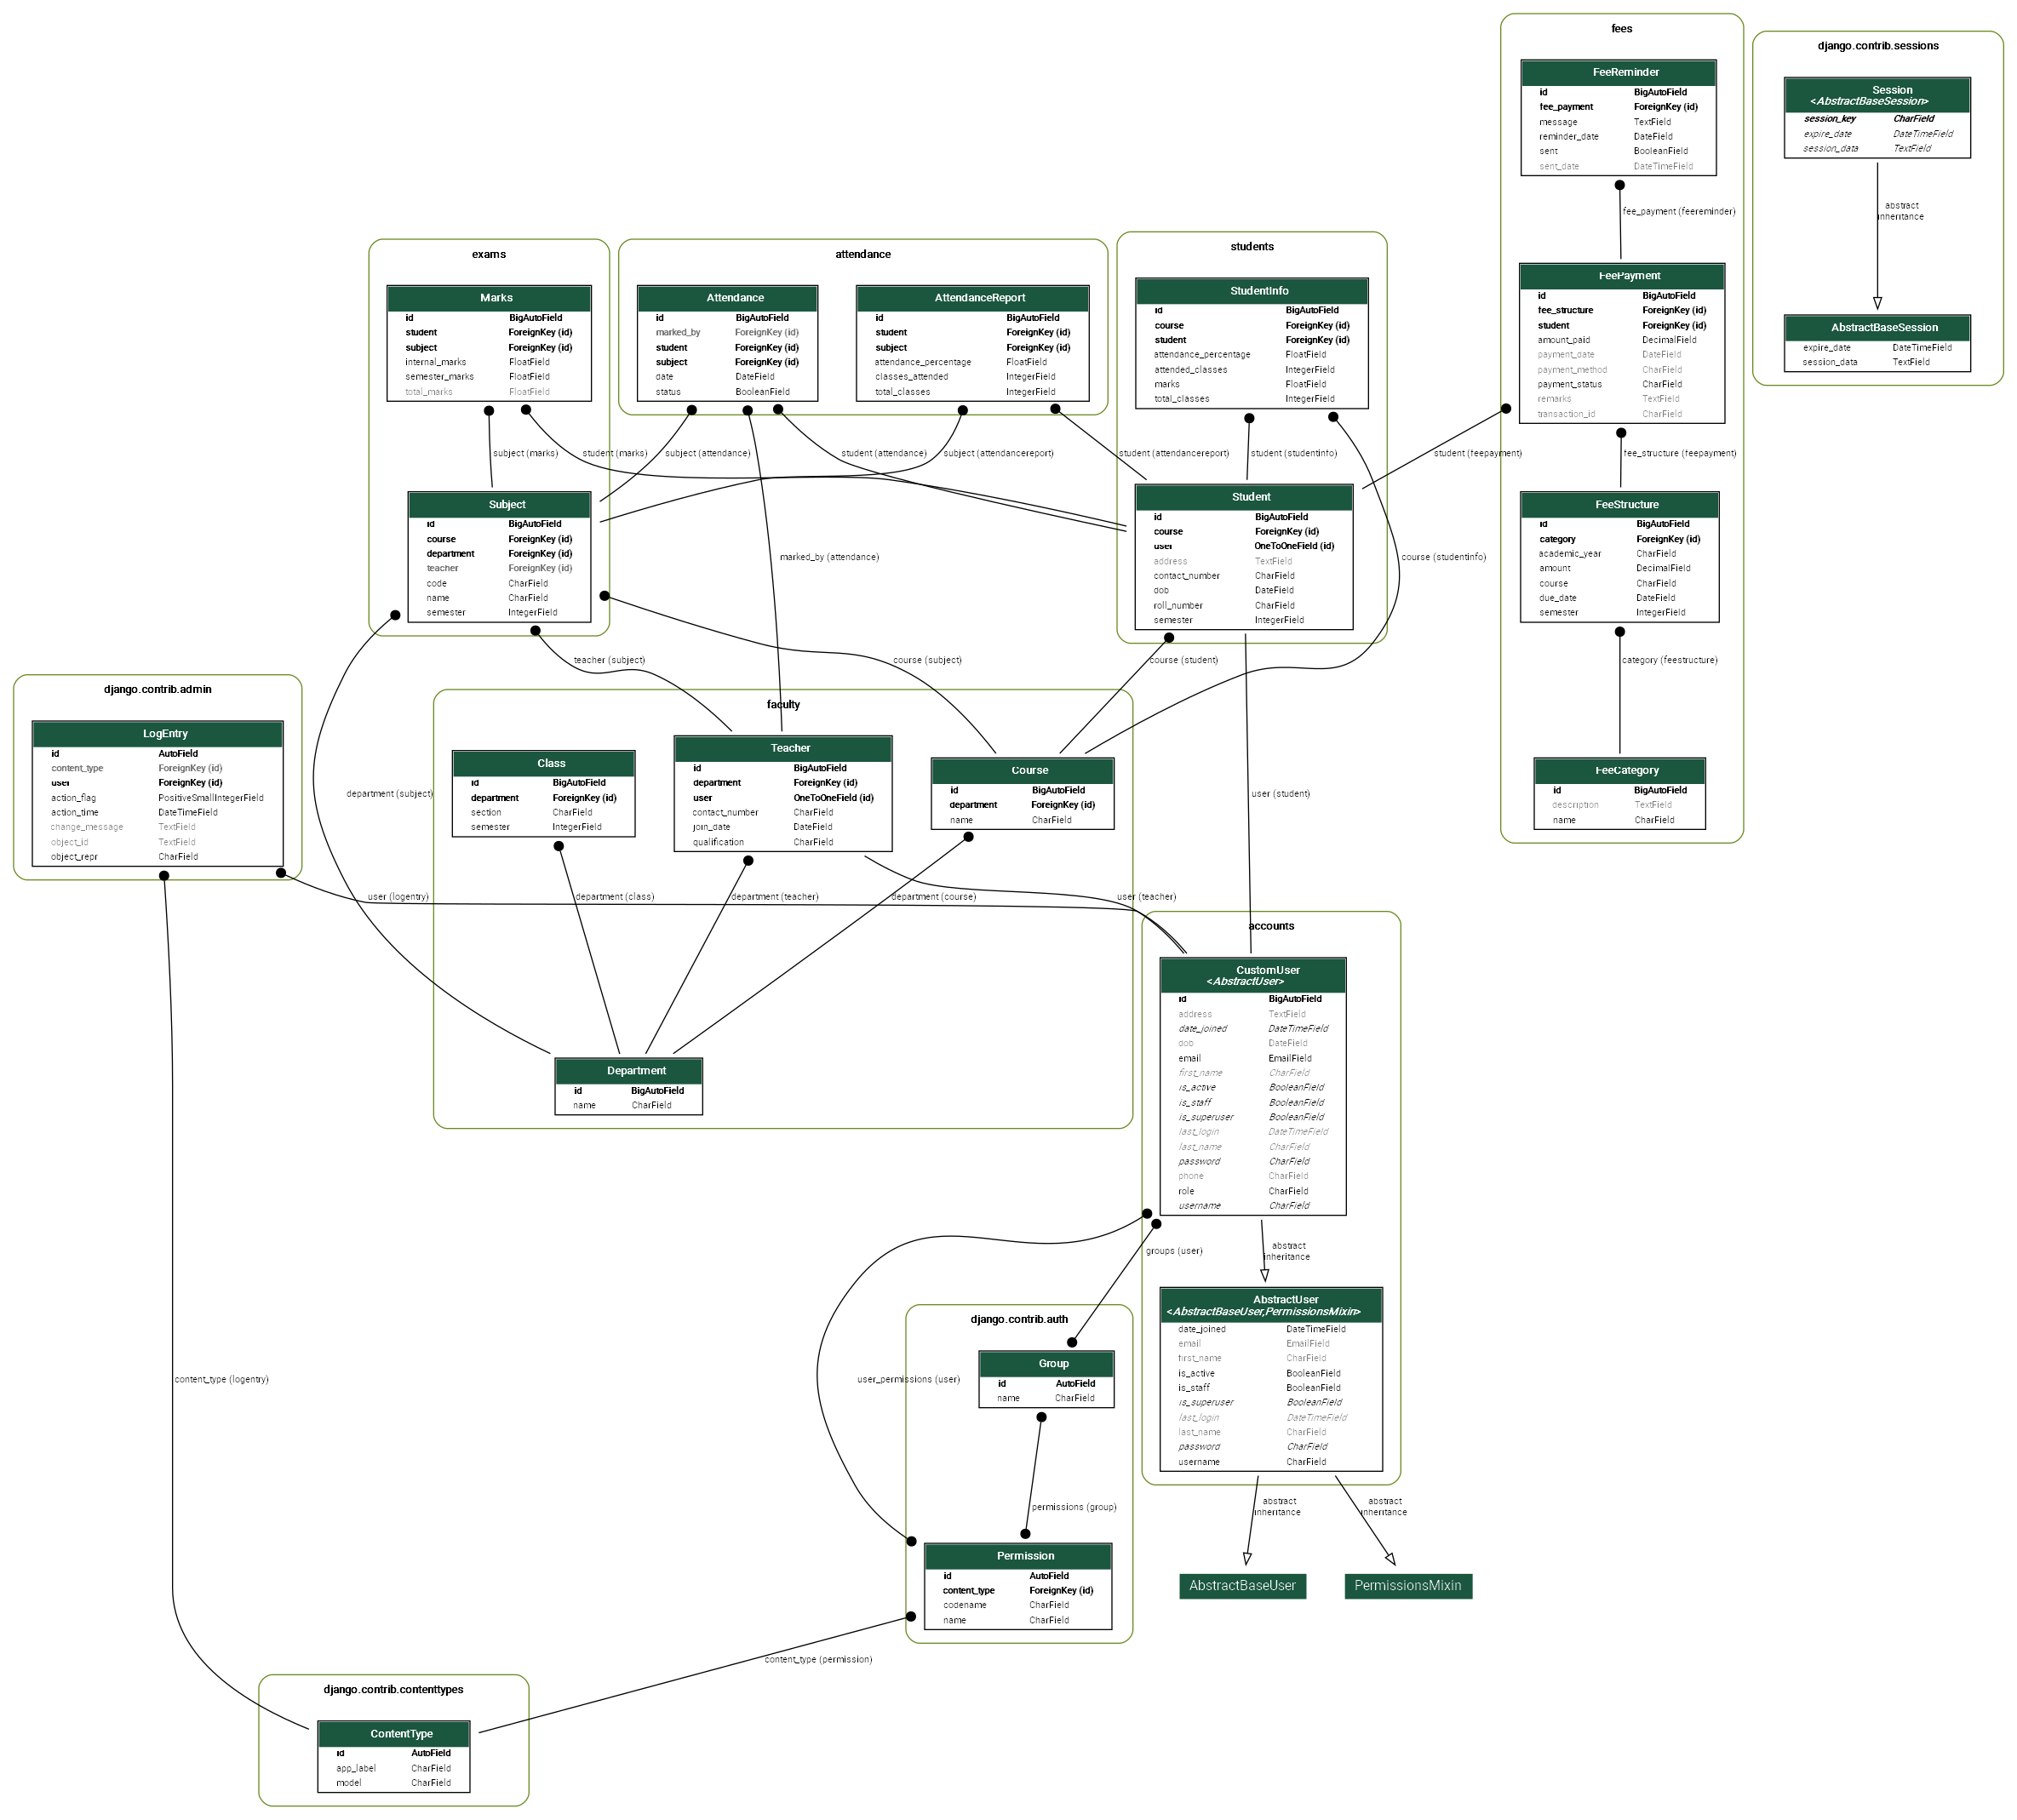 fees
FeeReminder
id BigAutoField
fee_payment ForeignKey (id)
message TextField
reminder_date DateField
sent BooleanField
sent_date DateTimeField
fee_payment (feereminder)
FeePayment
id BigAutoField
fee_structure ForeignKey (id)
student ForeignKey (id)
amount_paid DecimalField
payment_date DateField
payment_method CharField
payment_status CharField
remarks TextField
transaction_id CharField
student (feepayment)
fee_structure (feepayment)
FeeStructure
id BigAutoField
category ForeignKey (id)
academic_year CharField
amount DecimalField
course CharField
due_date DateField
semester IntegerField
category (feestructure)
FeeCategory
id BigAutoField
description TextField
name CharField
django.contrib.sessions
Session
<AbstractBaseSession>
session_key CharField
expire_date DateTimeField
session_data TextField
abstract
inheritance
AbstractBaseSession
expire_date DateTimeField
session_data TextField
exams
Marks
id BigAutoField
student ForeignKey (id)
subject ForeignKey (id)
internal_marks FloatField
semester_marks FloatField
total_marks FloatField
subject (marks)
student (marks)
Subject
id BigAutoField
course ForeignKey (id)
department ForeignKey (id)
teacher ForeignKey (id)
code CharField
name CharField
semester IntegerField
attendance
Attendance
id BigAutoField
marked_by ForeignKey (id)
student ForeignKey (id)
subject ForeignKey (id)
date DateField
status BooleanField
AttendanceReport
id BigAutoField
student ForeignKey (id)
subject ForeignKey (id)
attendance_percentage FloatField
classes_attended IntegerField
total_classes IntegerField
subject (attendance)
student (attendance)
subject (attendancereport)
student (attendancereport)
marked_by (attendance)
students
StudentInfo
id BigAutoField
course ForeignKey (id)
student ForeignKey (id)
attendance_percentage FloatField
attended_classes IntegerField
marks FloatField
total_classes IntegerField
student (studentinfo)
course (studentinfo)
Student
id BigAutoField
course ForeignKey (id)
user OneToOneField (id)
address TextField
contact_number CharField
dob DateField
roll_number CharField
semester IntegerField
teacher (subject)
course (subject)
course (student)
department (subject)
user (student)
django.contrib.admin
LogEntry
id AutoField
content_type ForeignKey (id)
user ForeignKey (id)
action_flag PositiveSmallIntegerField
action_time DateTimeField
change_message TextField
object_id TextField
object_repr CharField
user (logentry)
content_type (logentry)
faculty
Class
id BigAutoField
department ForeignKey (id)
section CharField
semester IntegerField
Teacher
id BigAutoField
department ForeignKey (id)
user OneToOneField (id)
contact_number CharField
join_date DateField
qualification CharField
Course
id BigAutoField
department ForeignKey (id)
name CharField
department (class)
department (teacher)
department (course)
user (teacher)
Department
id BigAutoField
name CharField
accounts
CustomUser
<AbstractUser>
id BigAutoField
address TextField
date_joined DateTimeField
dob DateField
email EmailField
first_name CharField
is_active BooleanField
is_staff BooleanField
is_superuser BooleanField
last_login DateTimeField
last_name CharField
password CharField
phone CharField
role CharField
username CharField
groups (user)
abstract
inheritance
AbstractUser
<AbstractBaseUser,PermissionsMixin>
date_joined DateTimeField
email EmailField
first_name CharField
is_active BooleanField
is_staff BooleanField
is_superuser BooleanField
last_login DateTimeField
last_name CharField
password CharField
username CharField
abstract
inheritance
abstract
inheritance
AbstractBaseUser
PermissionsMixin
django.contrib.auth
Group
id AutoField
name CharField
user_permissions (user)
permissions (group)
Permission
id AutoField
content_type ForeignKey (id)
codename CharField
name CharField
content_type (permission)
django.contrib.contenttypes
ContentType
id AutoField
app_label CharField
model CharField